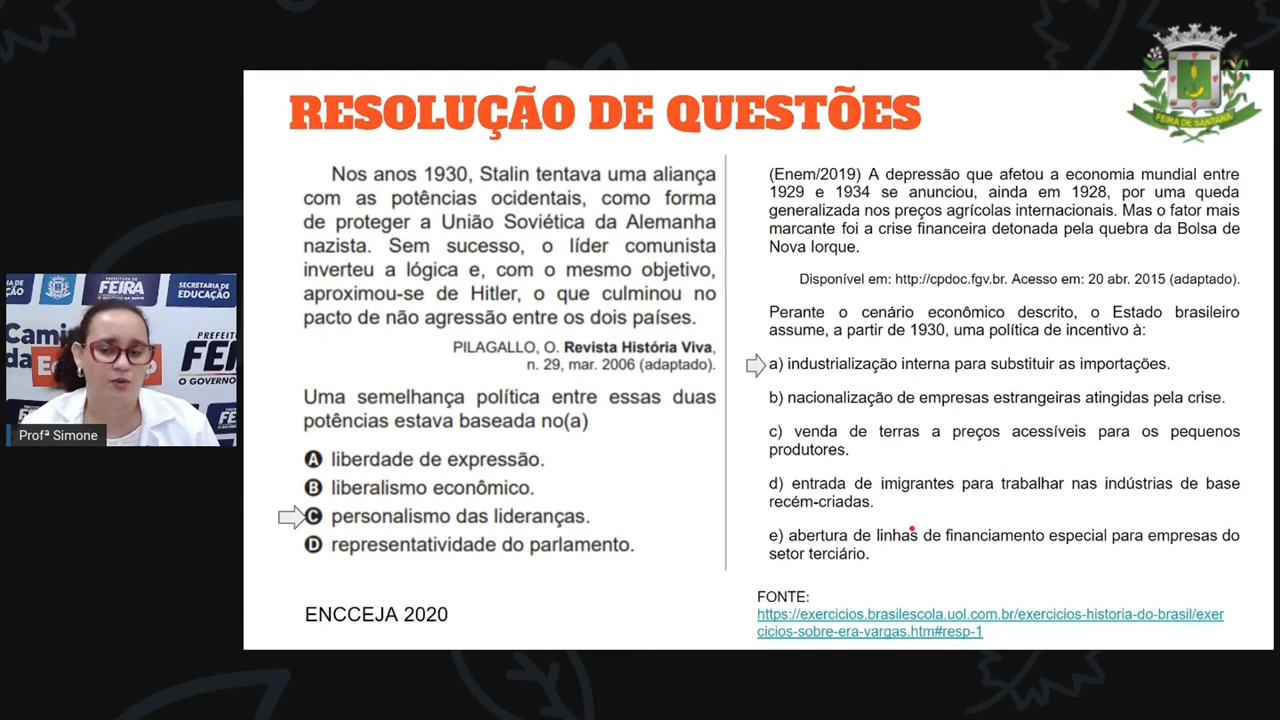 RESOLUÇÃO DE QUESTÕES
FEIRA DE SANTANA
Nos anos 1930, Stalin tentava uma aliança
com as potências ocidentais, como forma
de proteger a União Soviética da Alemanha
nazista. Sem sucesso, o líder comunista
inverteu a lógica e, com o mesmo objetivo,
aproximou-se de Hitler, o que culminou no
pacto de não agressão entre os dois países.
PILAGALLO, O. Revista História Viva,
n. 29, mar. 2006 (adaptado).
Uma semelhança política entre essas duas
potências estava baseada no(a)
A liberdade de expressão.
B liberalismo econômico.
C personalismo das lideranças.
D representatividade do parlamento.
ENCCEJA 2020
(Enem/2019) A depressão que afetou a economia mundial entre
1929 e 1934 se anunciou, ainda em 1928, por uma queda
generalizada nos preços agrícolas internacionais. Mas o fator mais
marcante foi a crise financeira detonada pela quebra da Bolsa de
Nova Iorque.
Disponível em: http://cpdoc.fgv.br. Acesso em: 20 abr. 2015 (adaptado).
Perante o cenário econômico descrito, o Estado brasileiro
assume, a partir de 1930, uma política de incentivo à:
a) industrialização interna para substituir as importações.
b) nacionalização de empresas estrangeiras atingidas pela crise.
c) venda de terras a preços acessíveis para os pequenos
produtores.
d) entrada de imigrantes para trabalhar nas indústrias de base
recém-criadas.
e) abertura de linhas de financiamento especial para empresas do
setor terciário.
FONTE:
https://exercicios.brasilescola.uol.com.br/exercicios-historia-do-brasil/exer
cicios-sobre-era-vargas.htm#resp-1
PREFEITURA DE
FEIRA
SECRETARIA DE
EDUCAÇÃO
Camin
da
PREFEIT
FEI
O GOVERNO
Profª Simone